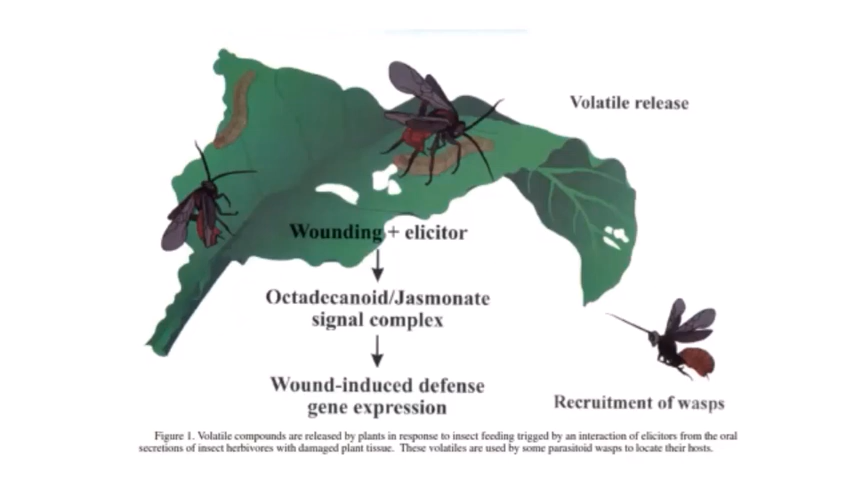 Volatile release
Wounding + elicitor
Octadecanoid/Jasmonate
signal complex
Wound-induced defense
gene expression
Recruitment of wasps
Figure 1. Volatile compounds are released by plants in response to insect feeding trigged by an interaction of elicitors from the oral
secretions of insect herbivores with damaged plant tissue. These volatiles are used by some parasitoid wasps to locate their hosts.